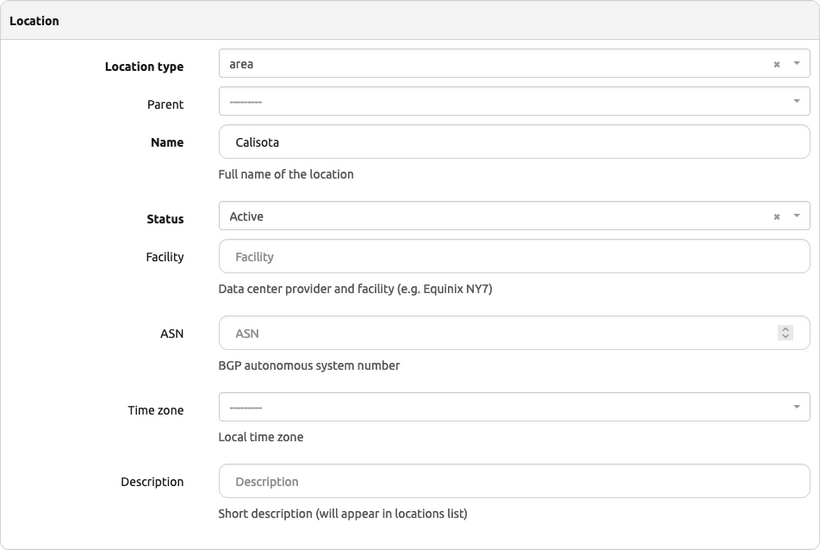 Location
Location type area × 
Parent ---------
Name Calisota
Full name of the location
Status Active ×
Facility Facility
Data center provider and facility (e.g. Equinix NY7)
ASN ASN
BGP autonomous system number
Time zone ---------
Local time zone
Description Description
Short description (will appear in locations list)